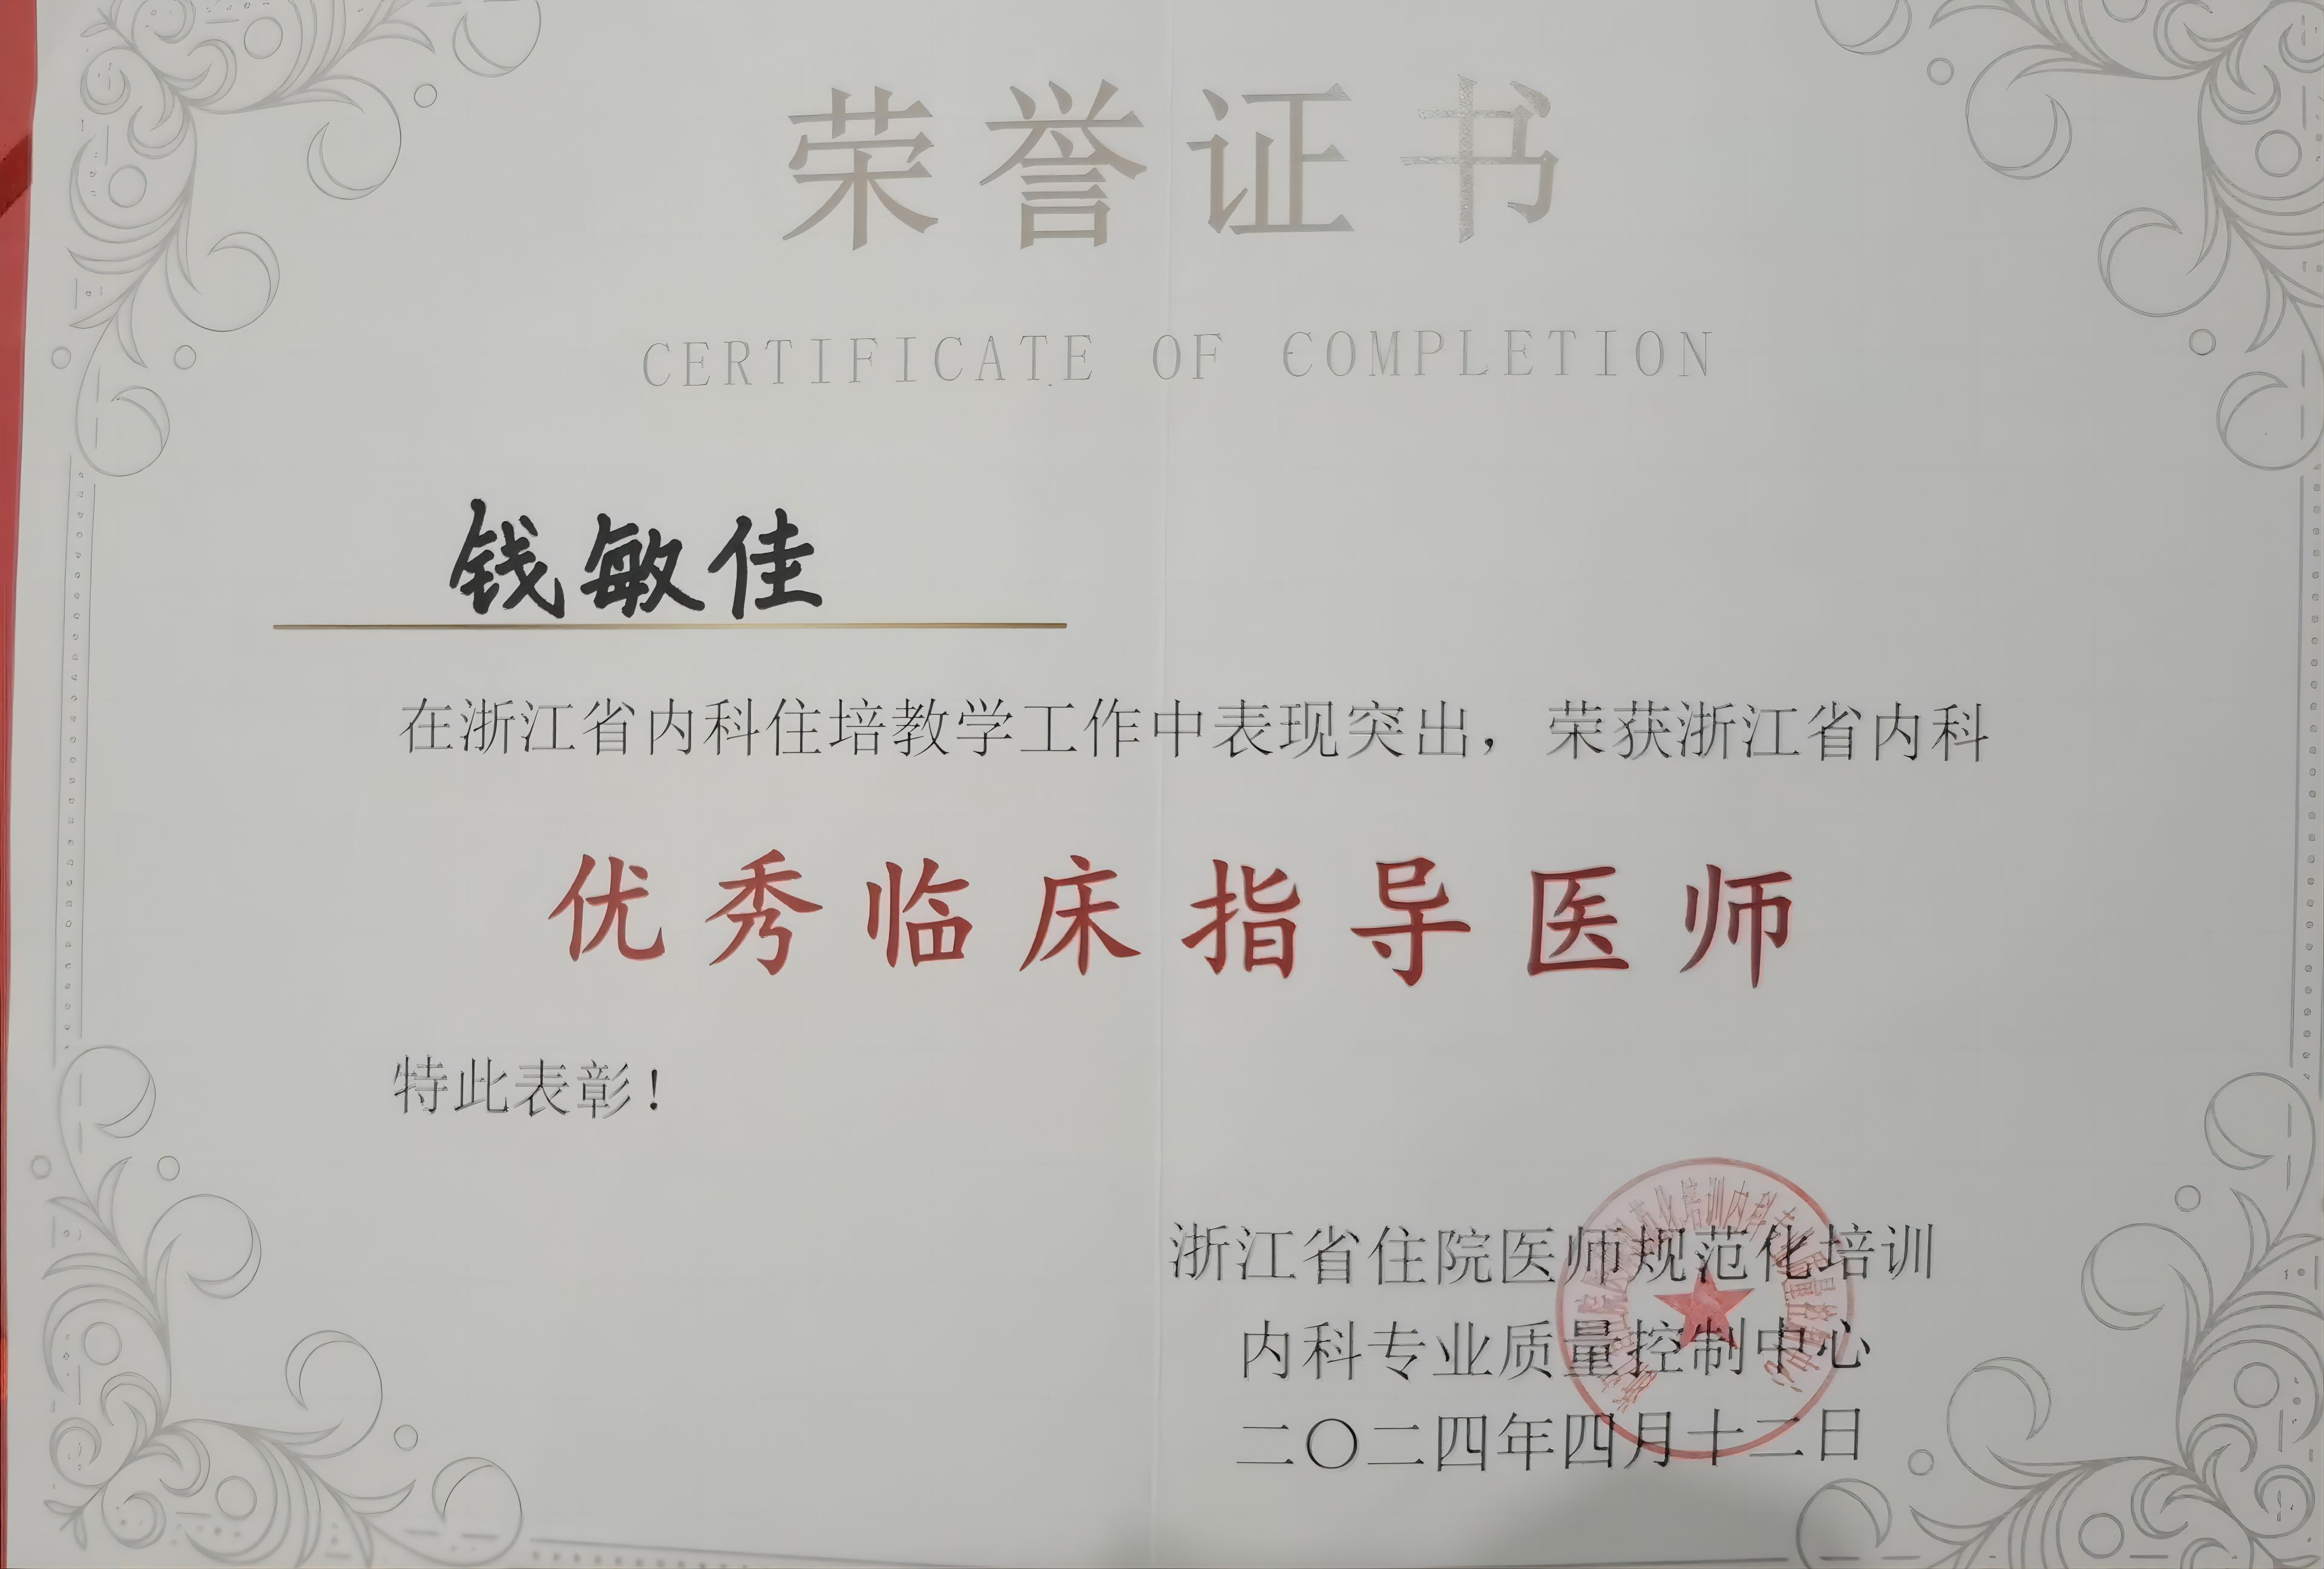 荣誉证书
CERTIFICATE OF COMPLETION
钱敏佳
在浙江省内科住培教学工作中表现突出，荣获浙江省内科
优秀临床指导医师
特此表彰！
浙江省住院医师规范化培训
内科专业质量控制中心
二〇二四年四月十二日